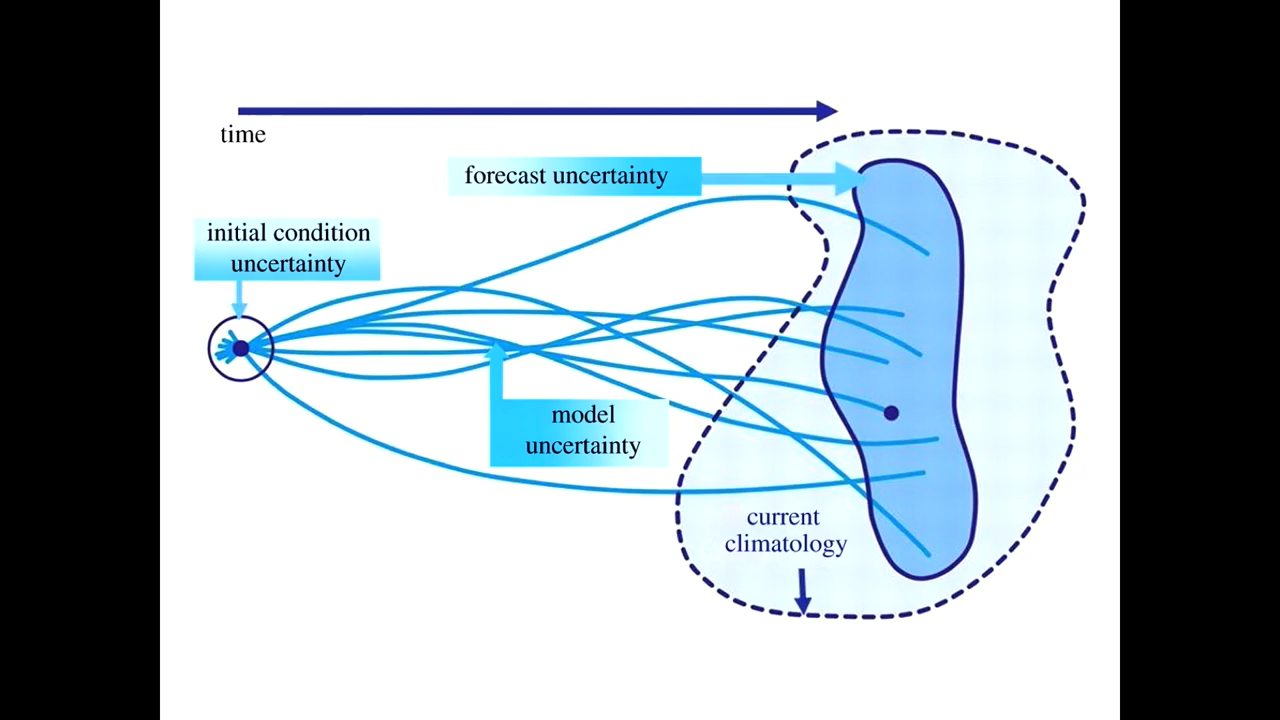 time
forecast uncertainty
initial condition
uncertainty
model
uncertainty
current
climatology